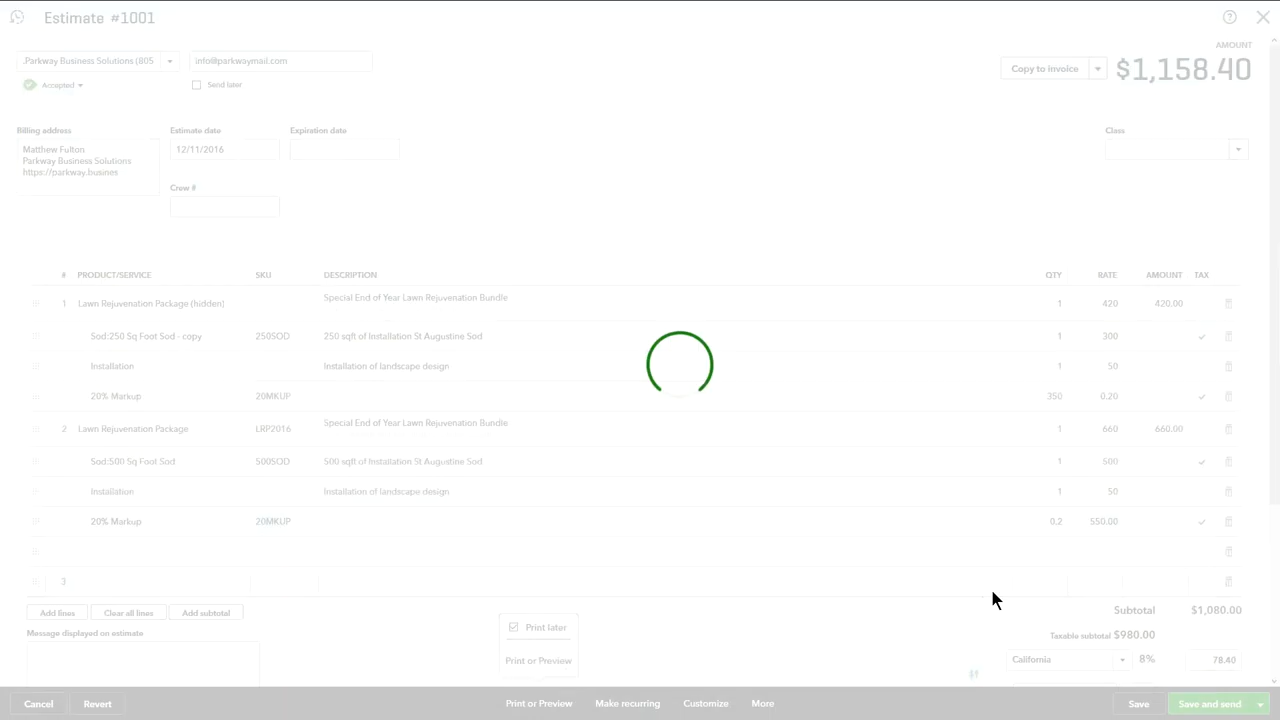 Estimate #1001
AMOUNT
.Parkway Business Solutions (805
info@parkwaymail.com
Copy to invoice
$1,158.40
Accepted
Send later
Billing address
Estimate date
Expiration date
Class
Matthew Fulton
Parkway Business Solutions
https://parkway.busines
12/11/2016
Crew #
# PRODUCT/SERVICE SKU DESCRIPTION QTY RATE AMOUNT TAX
1 Lawn Rejuvenation Package (hidden) Special End of Year Lawn Rejuvenation Bundle 1 420 420.00
Sod:250 Sq Foot Sod - copy 250SOD 250 sqft of Installation St Augustine Sod 1 300
Installation Installation of landscape design 1 50
20% Markup 20MKUP 350 0.20
2 Lawn Rejuvenation Package LRP2016 Special End of Year Lawn Rejuvenation Bundle 1 660 660.00
Sod:500 Sq Foot Sod 500SOD 500 sqft of Installation St Augustine Sod 1 500
Installation Installation of landscape design 1 50
20% Markup 20MKUP 0.2 550.00
3
Add lines Clear all lines Add subtotal
Subtotal $1,080.00
Message displayed on estimate
Print later
Taxable subtotal $980.00
Print or Preview
California 8% 78.40
Cancel Revert Print or Preview Make recurring Customize More Save Save and send